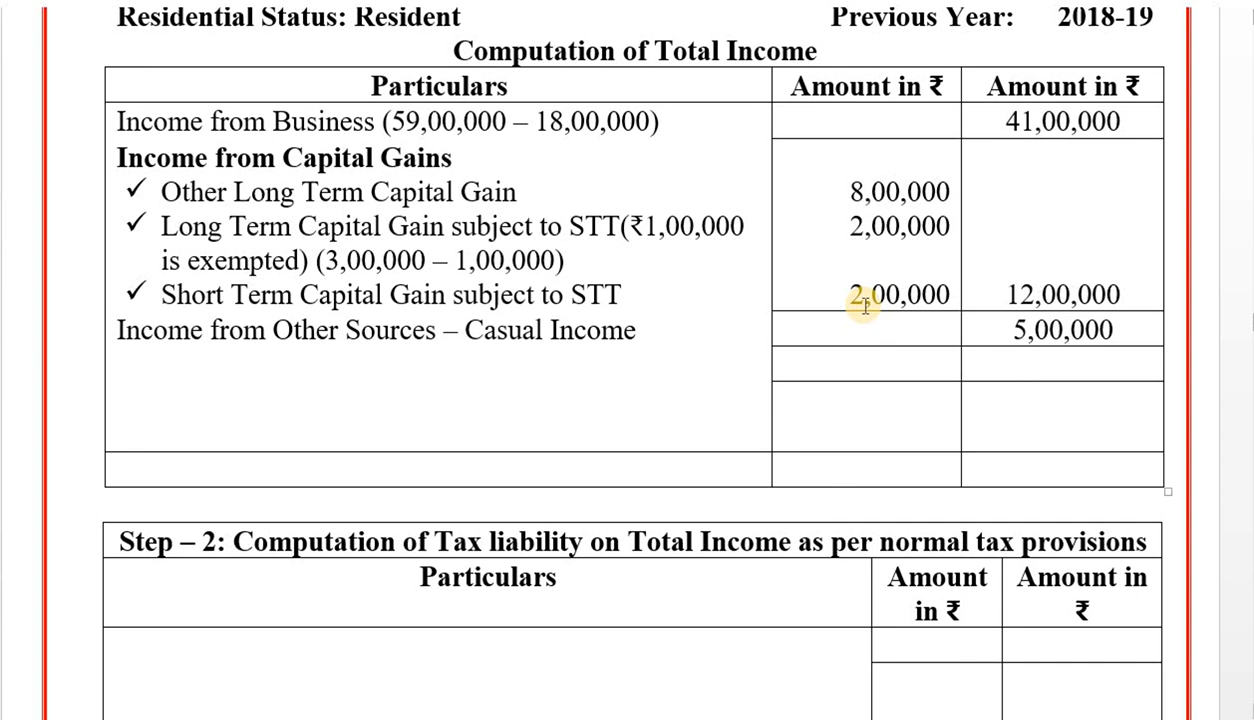 Residential Status: Resident Previous Year: 2018-19
Computation of Total Income
Particulars Amount in ₹ Amount in ₹
Income from Business (59,00,000 – 18,00,000) 41,00,000
Income from Capital Gains
✓ Other Long Term Capital Gain 8,00,000
✓ Long Term Capital Gain subject to STT(₹1,00,000 2,00,000
is exempted) (3,00,000 – 1,00,000)
✓ Short Term Capital Gain subject to STT 2,00,000 12,00,000
Income from Other Sources – Casual Income 5,00,000
Step – 2: Computation of Tax liability on Total Income as per normal tax provisions
Particulars Amount Amount in
in ₹ ₹